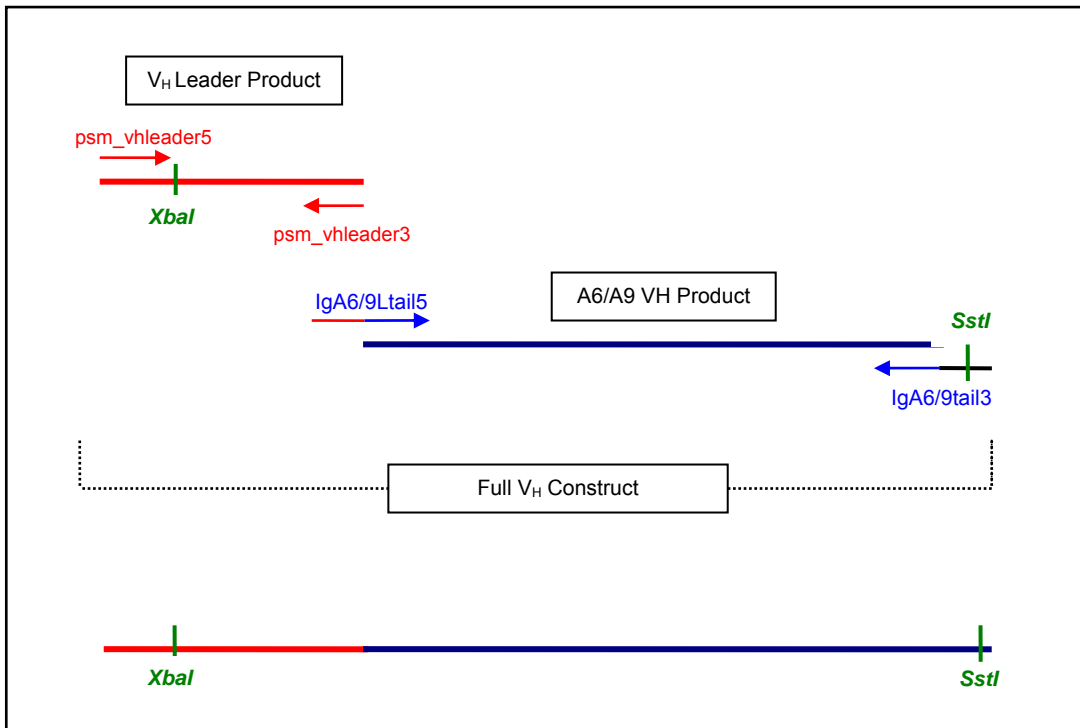 VH Leader Product
psm_vhleader5
XbaI
psm_vhleader3
IgA6/9Ltail5
A6/A9 VH Product
SstI
IgA6/9tail3
Full VH Construct
XbaI
SstI